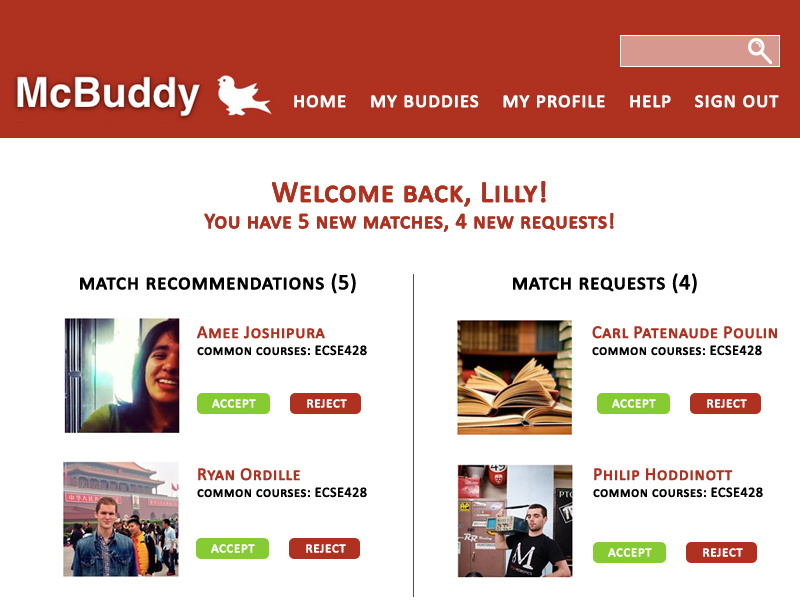 McBuddy
HOME MY BUDDIES MY PROFILE HELP SIGN OUT
Welcome back, Lilly!
You have 5 new matches, 4 new requests!
match recommendations (5)
Amee Joshipura
common courses: ECSE428
ACCEPT REJECT
Ryan Ordille
common courses: ECSE428
ACCEPT REJECT
match requests (4)
Carl Patenaude Poulin
common courses: ECSE428
ACCEPT REJECT
Philip Hoddinott
common courses: ECSE428
ACCEPT REJECT